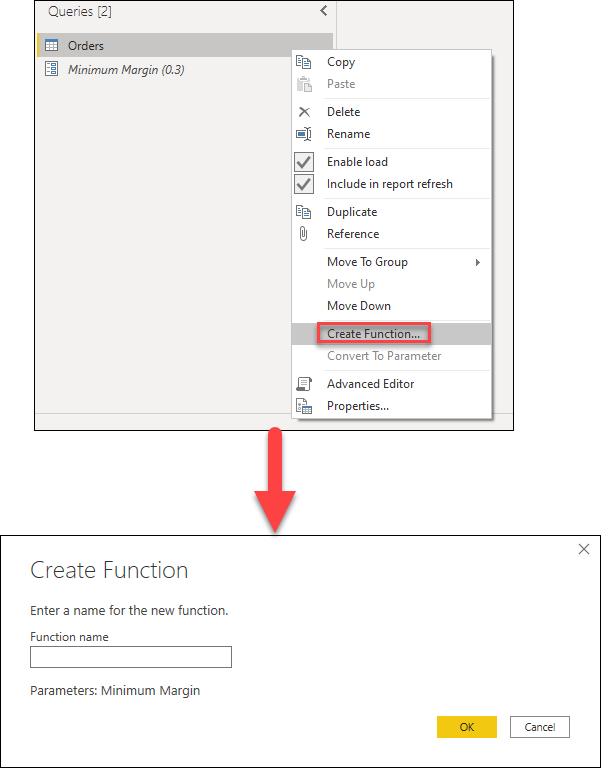 Queries [2]
Orders
Minimum Margin (0.3)
Copy
Paste
Delete
Rename
Enable load
Include in report refresh
Duplicate
Reference
Move To Group
Move Up
Move Down
Create Function...
Convert To Parameter
Advanced Editor
Properties...
Create Function
Enter a name for the new function.
Function name
Parameters: Minimum Margin
OK Cancel